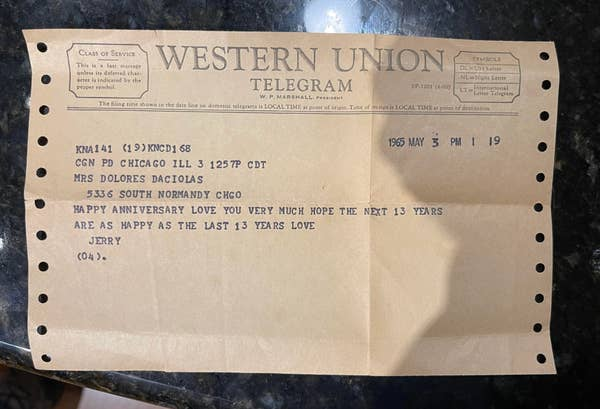 CLASS OF SERVICE
This is a fast message
unless its deferred char-
acter is indicated by the
proper symbol.
WESTERN UNION
TELEGRAM
W. P. MARSHALL, PRESIDENT
SYMBOLS
NL=Night Letter
LT=International Letter Telegram
The filing time shown in the date line on domestic telegrams is LOCAL TIME at point of origin. Time of receipt is LOCAL TIME at point of destination
KNA141 (19)KNCD168
1965 MAY 3 PM 1 19
CGN PD CHICAGO ILL 3 1257P CDT
MRS DOLORES DACIOLAS
5336 SOUTH NORMANDY CHGO
HAPPY ANNIVERSARY LOVE YOU VERY MUCH HOPE THE NEXT 13 YEARS
ARE AS HAPPY AS THE LAST 13 YEARS LOVE
JERRY
(04).